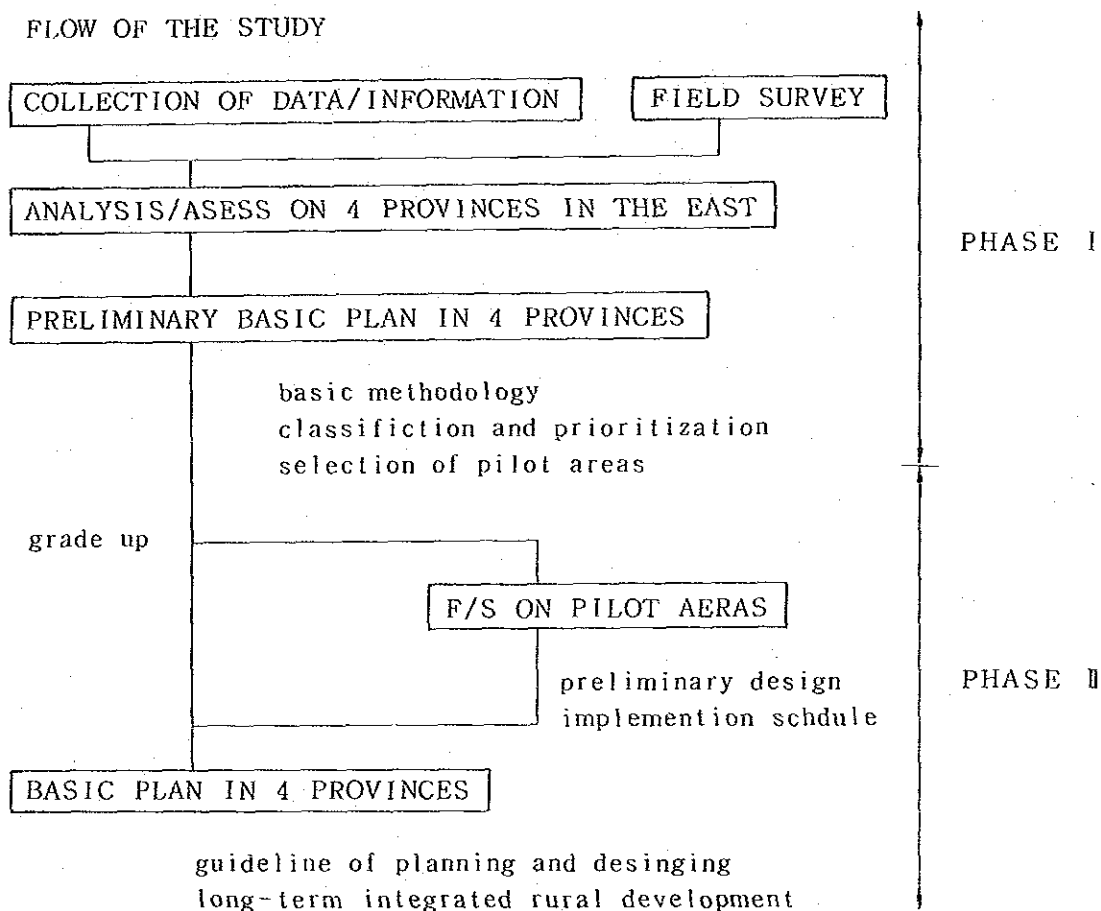 FLOW OF THE STUDY
COLLECTION OF DATA/INFORMATION FIELD SURVEY
ANALYSIS/ASESS ON 4 PROVINCES IN THE EAST
PHASE I
PRELIMINARY BASIC PLAN IN 4 PROVINCES
basic methodology
classifiction and prioritization
selection of pilot areas
grade up
F/S ON PILOT AERAS
preliminary design
PHASE II
implemention schdule
BASIC PLAN IN 4 PROVINCES
guideline of planning and desinging
long-term integrated rural development